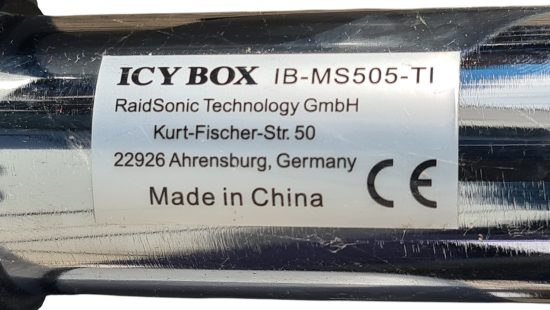 ICY BOX IB-MS505-TI
RaidSonic Technology GmbH
Kurt-Fischer-Str. 50
22926 Ahrensburg, Germany
Made in China CE